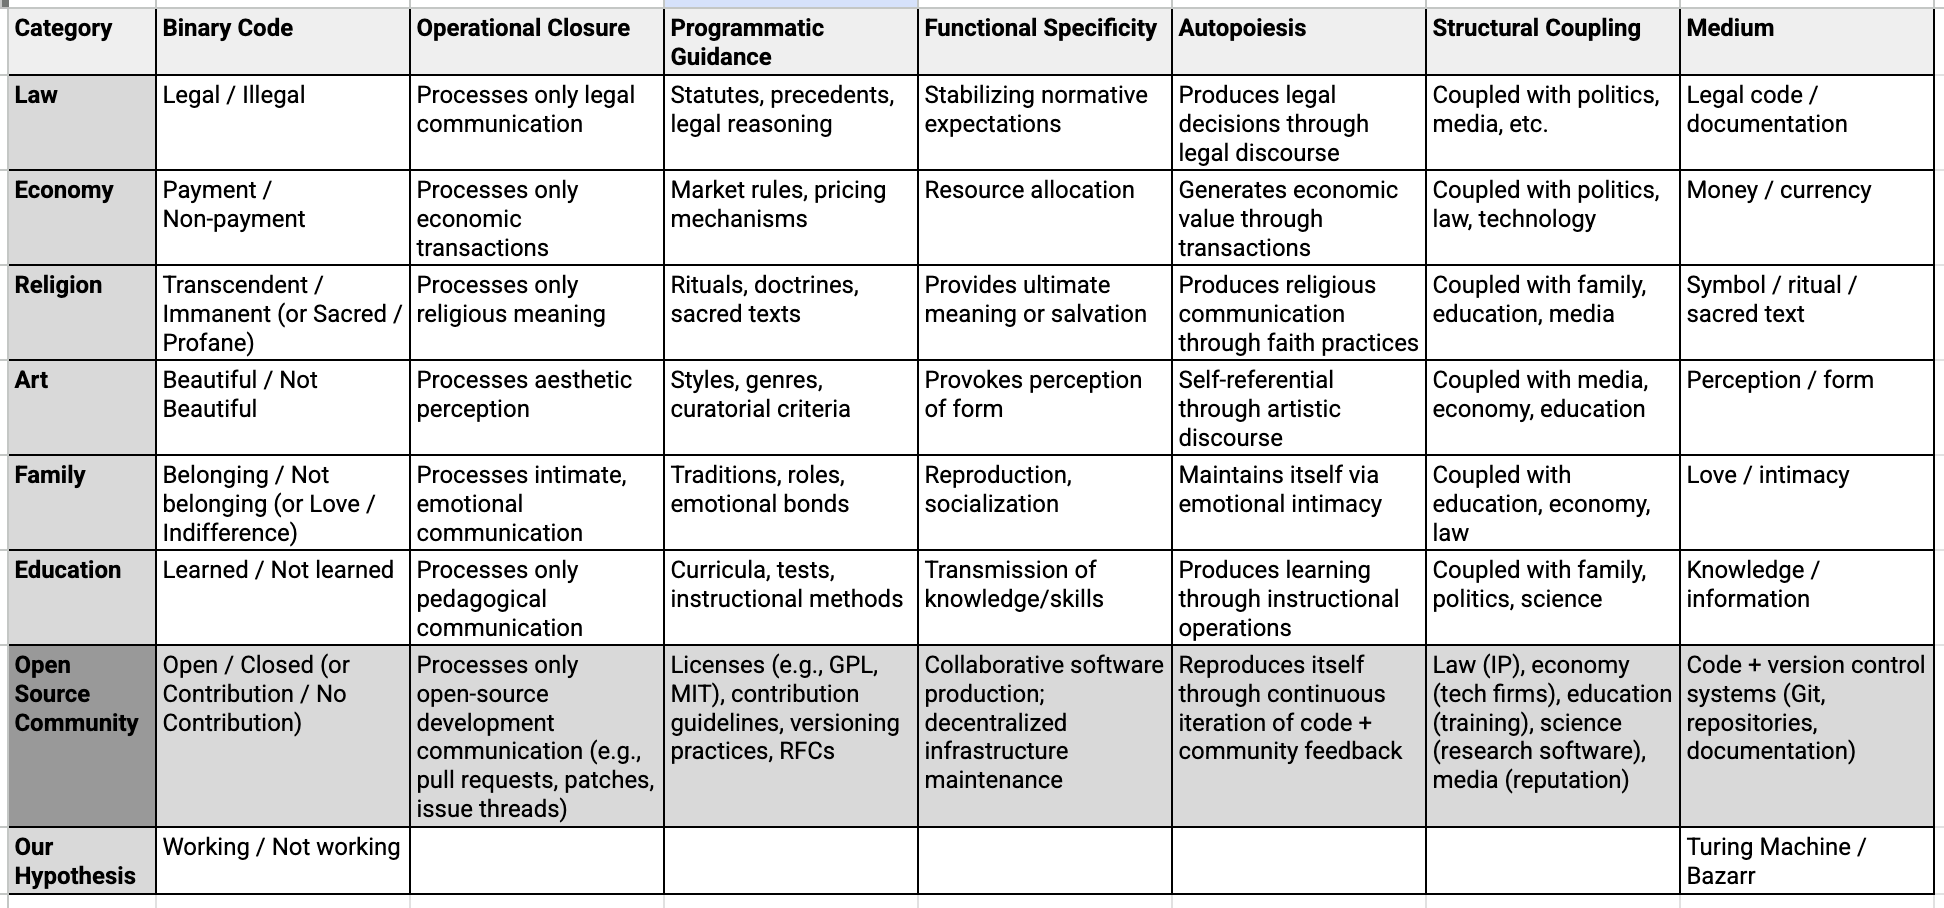 Category
Binary Code
Operational Closure
Programmatic
Guidance
Functional Specificity
Autopoiesis
Structural Coupling
Medium
Law
Legal / Illegal
Processes only legal
communication
Statutes, precedents,
legal reasoning
Stabilizing normative
expectations
Produces legal
decisions through
legal discourse
Coupled with politics,
media, etc.
Legal code /
documentation
Economy
Payment /
Non-payment
Processes only
economic
transactions
Market rules, pricing
mechanisms
Resource allocation
Generates economic
value through
transactions
Coupled with politics,
law, technology
Money / currency
Religion
Transcendent /
Immanent (or Sacred /
Profane)
Processes only
religious meaning
Rituals, doctrines,
sacred texts
Provides ultimate
meaning or salvation
Produces religious
communication
through faith practices
Coupled with family,
education, media
Symbol / ritual /
sacred text
Art
Beautiful / Not
Beautiful
Processes aesthetic
perception
Styles, genres,
curatorial criteria
Provokes perception
of form
Self-referential
through artistic
discourse
Coupled with media,
economy, education
Perception / form
Family
Belonging / Not
belonging (or Love /
Indifference)
Processes intimate,
emotional
communication
Traditions, roles,
emotional bonds
Reproduction,
socialization
Maintains itself via
emotional intimacy
Coupled with
education, economy,
law
Love / intimacy
Education
Learned / Not learned
Processes only
pedagogical
communication
Curricula, tests,
instructional methods
Transmission of
knowledge/skills
Produces learning
through instructional
operations
Coupled with family,
politics, science
Knowledge /
information
Open
Source
Community
Open / Closed (or
Contribution / No
Contribution)
Processes only
open-source
development
communication (e.g.,
pull requests, patches,
issue threads)
Licenses (e.g., GPL,
MIT), contribution
guidelines, versioning
practices, RFCs
Collaborative software
production;
decentralized
infrastructure
maintenance
Reproduces itself
through continuous
iteration of code +
community feedback
Law (IP), economy
(tech firms), education
(training), science
(research software),
media (reputation)
Code + version control
systems (Git,
repositories,
documentation)
Our
Hypothesis
Working / Not working
Turing Machine /
Bazarr